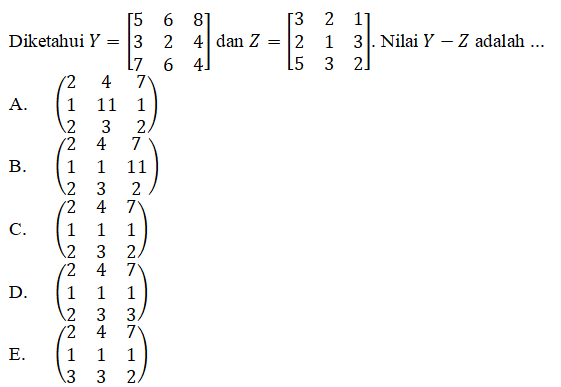 Diketahui Y = [5 6 8; 3 2 4; 7 6 4] dan Z = [3 2 1; 2 1 3; 5 3 2]. Nilai Y − Z adalah ...
A. (2 4 7; 1 11 1; 2 3 2)
B. (2 4 7; 1 1 11; 2 3 2)
C. (2 4 7; 1 1 1; 2 3 2)
D. (2 4 7; 1 1 1; 2 3 3)
E. (2 4 7; 1 1 1; 3 3 2)